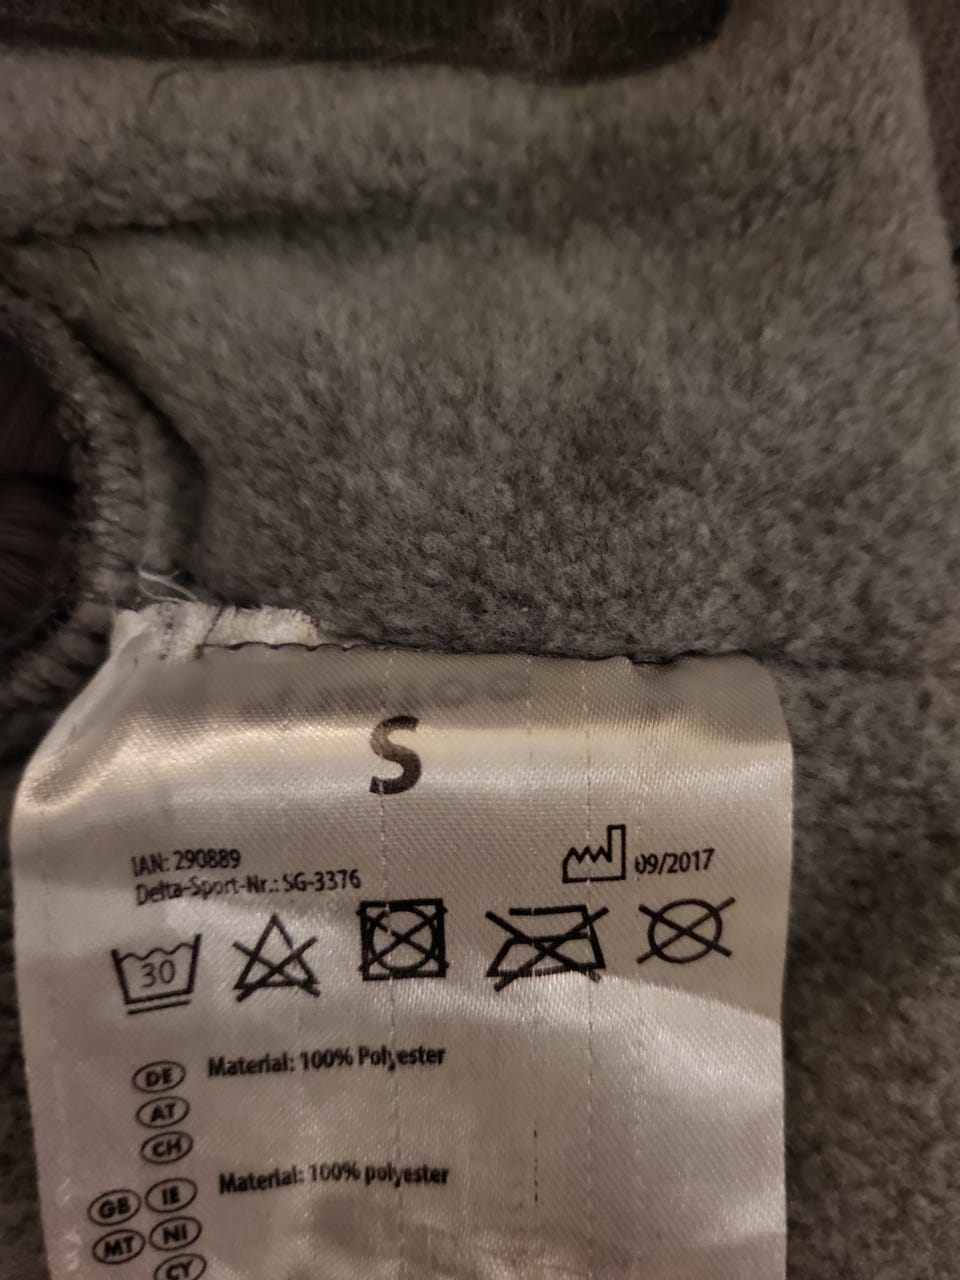 S
IAN: 290889
Delta-Sport-Nr.: SG-3376
09/2017
30
DE
Material: 100% Polyester
AT
CH
Material: 100% polyester
GB IE
MT NI
CY